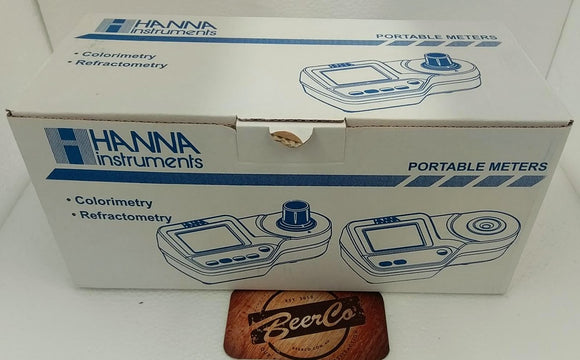 HANNA
instruments
PORTABLE METERS
• Colorimetry
• Refractometry
HANNA
instruments
PORTABLE METERS
• Colorimetry
• Refractometry
BeerCo